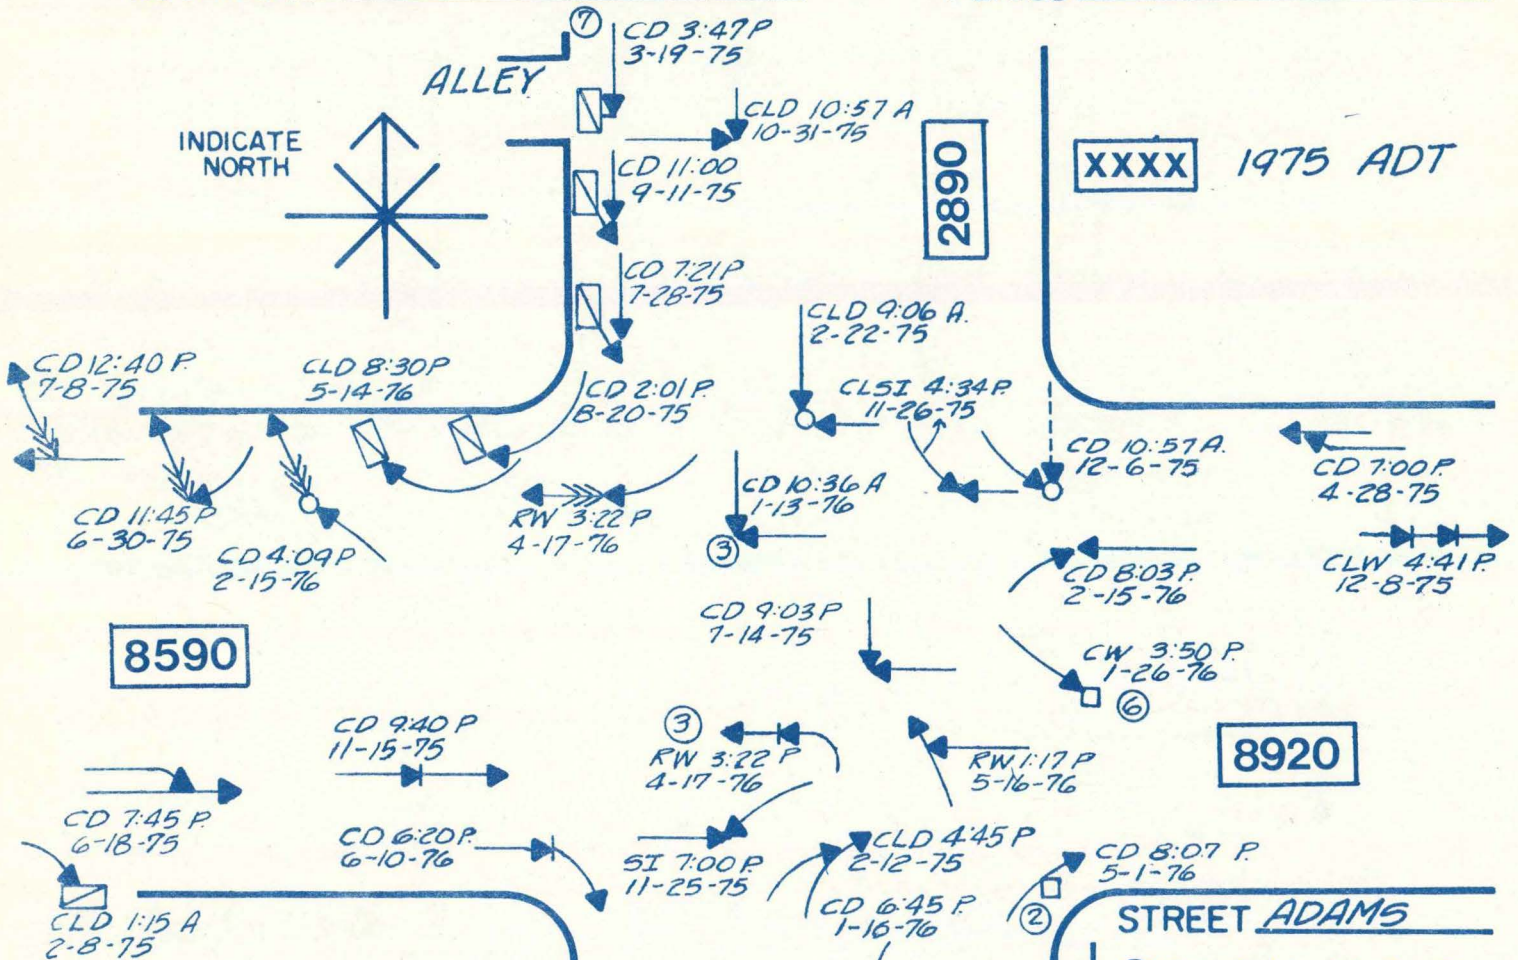 7
CD 3:47 P
3-19-75
ALLEY
INDICATE
NORTH
CLD 10:57 A
10-31-75
CD 11:00
9-11-75
2890
XXXX 1975 ADT
CD 7:21 P
7-28-75
CLD 9:06 A.
2-22-75
CD 12:40 P.
7-8-75
CLD 8:30 P
5-14-76
CD 2:01 P.
8-20-75
CLSI 4:34 P.
11-26-75
CD 10:57 A.
12-6-75
CD 7:00 P.
4-28-75
CD 11:45 P
6-30-75
CD 4:09 P
2-15-76
RW 3:22 P
4-17-76
CD 10:36 A
1-13-76
3
CD 8:03 P.
2-15-76
CLW 4:41 P.
12-8-75
CD 9:03 P
7-14-75
8590
CW 3:50 P.
1-26-76
6
CD 9:40 P
11-15-75
3
RW 3:22 P
4-17-76
RW 1:17 P
5-16-76
8920
CD 7:45 P.
6-18-75
CD 6:20 P.
6-10-76
SI 7:00 P.
11-25-75
CLD 4:45 P
2-12-75
CD 8:07 P.
5-1-76
CLD 1:15 A
2-8-75
CD 6:45 P.
1-16-76
2
STREET ADAMS